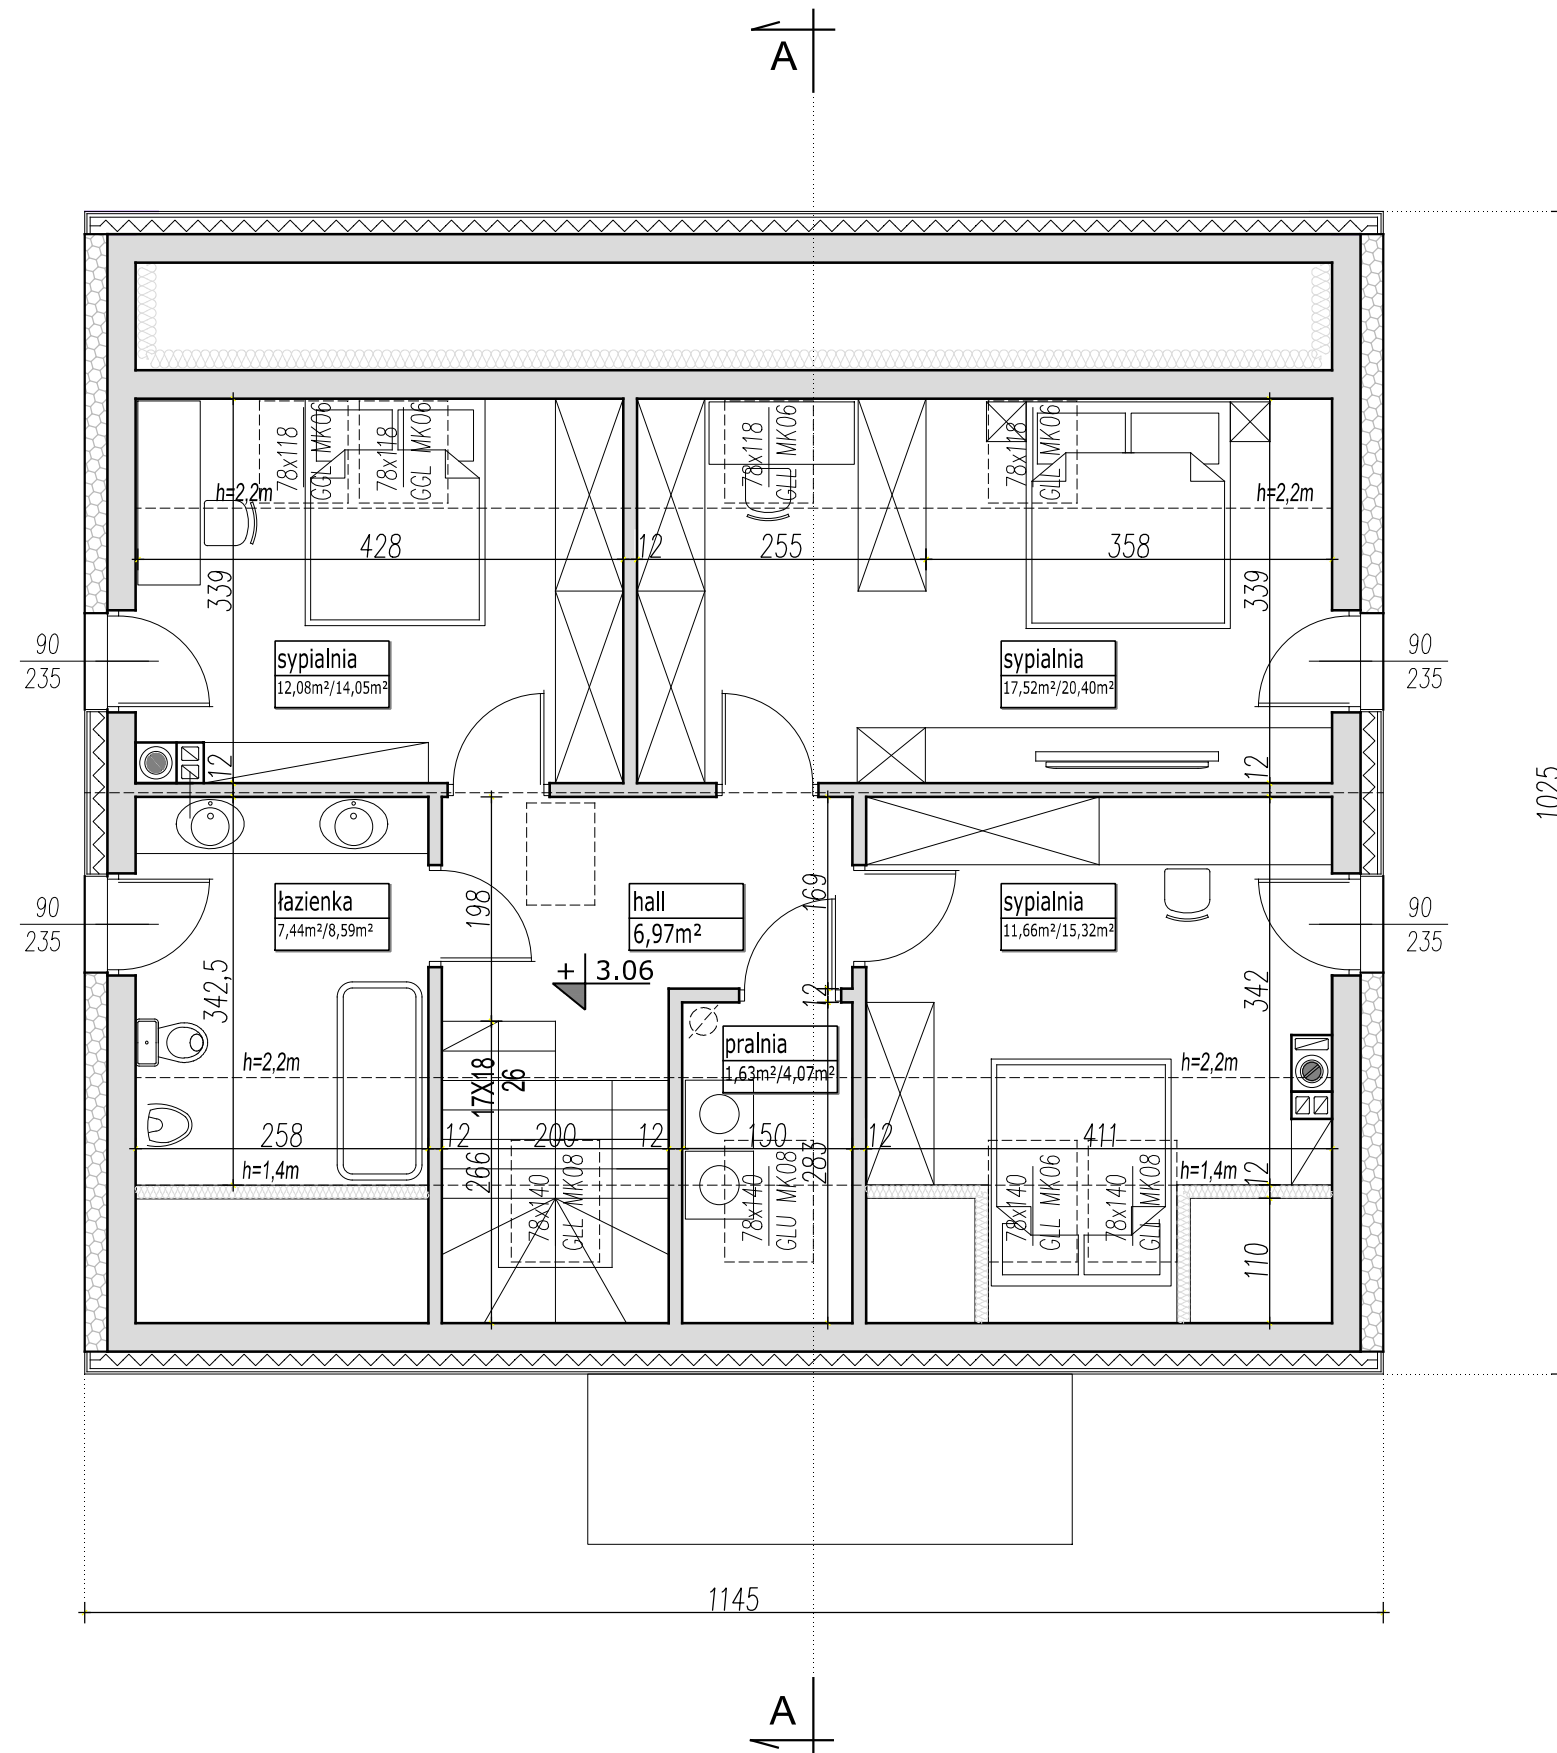 A
78x118
GGL MK06
78x118
GGL MK06
78x118
GLL MK06
78x118
GLL MK06
h=2,2m
h=2,2m
428
12
255
358
339
339
90
235
sypialnia
12,08m²/14,05m²
sypialnia
17,52m²/20,40m²
90
235
12
12
1025
łazienka
7,44m²/8,59m²
hall
6,97m²
sypialnia
11,66m²/15,32m²
90
235
90
235
198
169
+ 3.06
342,5
12
342
pralnia
1,63m²/4,07m²
h=2,2m
h=2,2m
17X18
26
258
12
200
12
150
12
411
h=1,4m
266
283
h=1,4m
12
78x140
GLL MK08
78x140
GLU MK08
78x140
GLL MK06
78x140
GLL MK08
110
1145
A